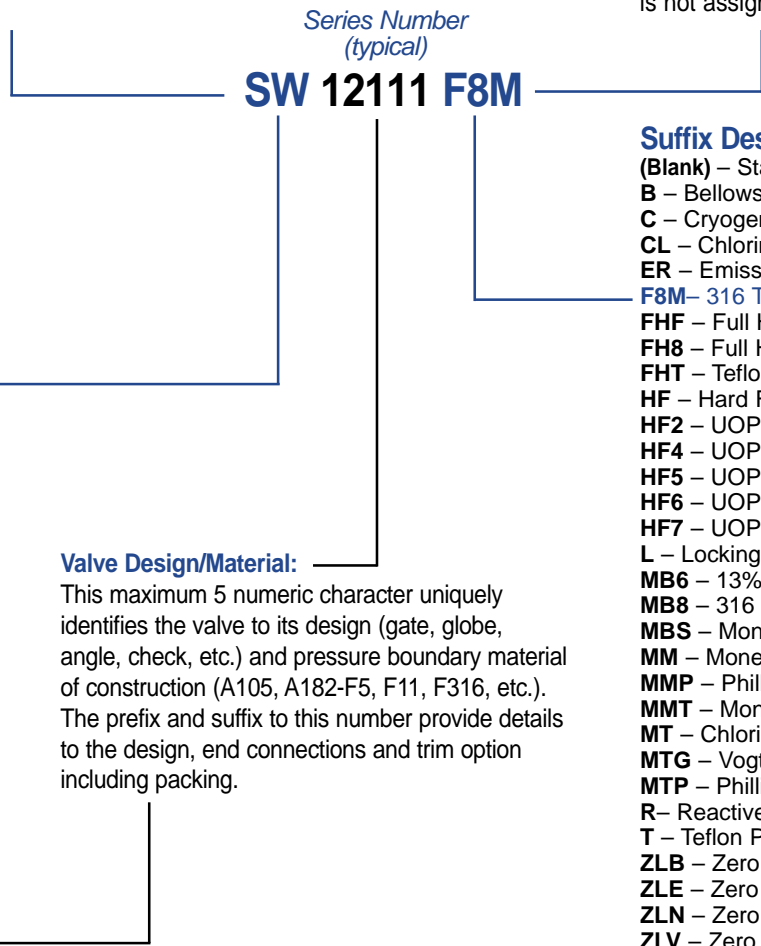 is not assign
Series Number
(typical)
SW 12111 F8M
Suffix Des
(Blank) – Sta
B – Bellows
C – Cryoge
CL – Chlori
ER – Emiss
F8M– 316 T
FHF – Full H
FH8 – Full H
FHT – Teflo
HF – Hard F
HF2 – UOP
HF4 – UOP
HF5 – UOP
HF6 – UOP
HF7 – UOP
L – Locking
MB6 – 13%
MB8 – 316
MBS – Mon
MM – Mone
MMP – Phil
MMT – Mon
MT – Chlori
MTG – Vogt
MTP – Philli
R– Reactive
T – Teflon P
ZLB – Zero
ZLE – Zero
ZLN – Zero
ZLV – Zero
Valve Design/Material:
This maximum 5 numeric character uniquely
identifies the valve to its design (gate, globe,
angle, check, etc.) and pressure boundary material
of construction (A105, A182-F5, F11, F316, etc.).
The prefix and suffix to this number provide details
to the design, end connections and trim option
including packing.